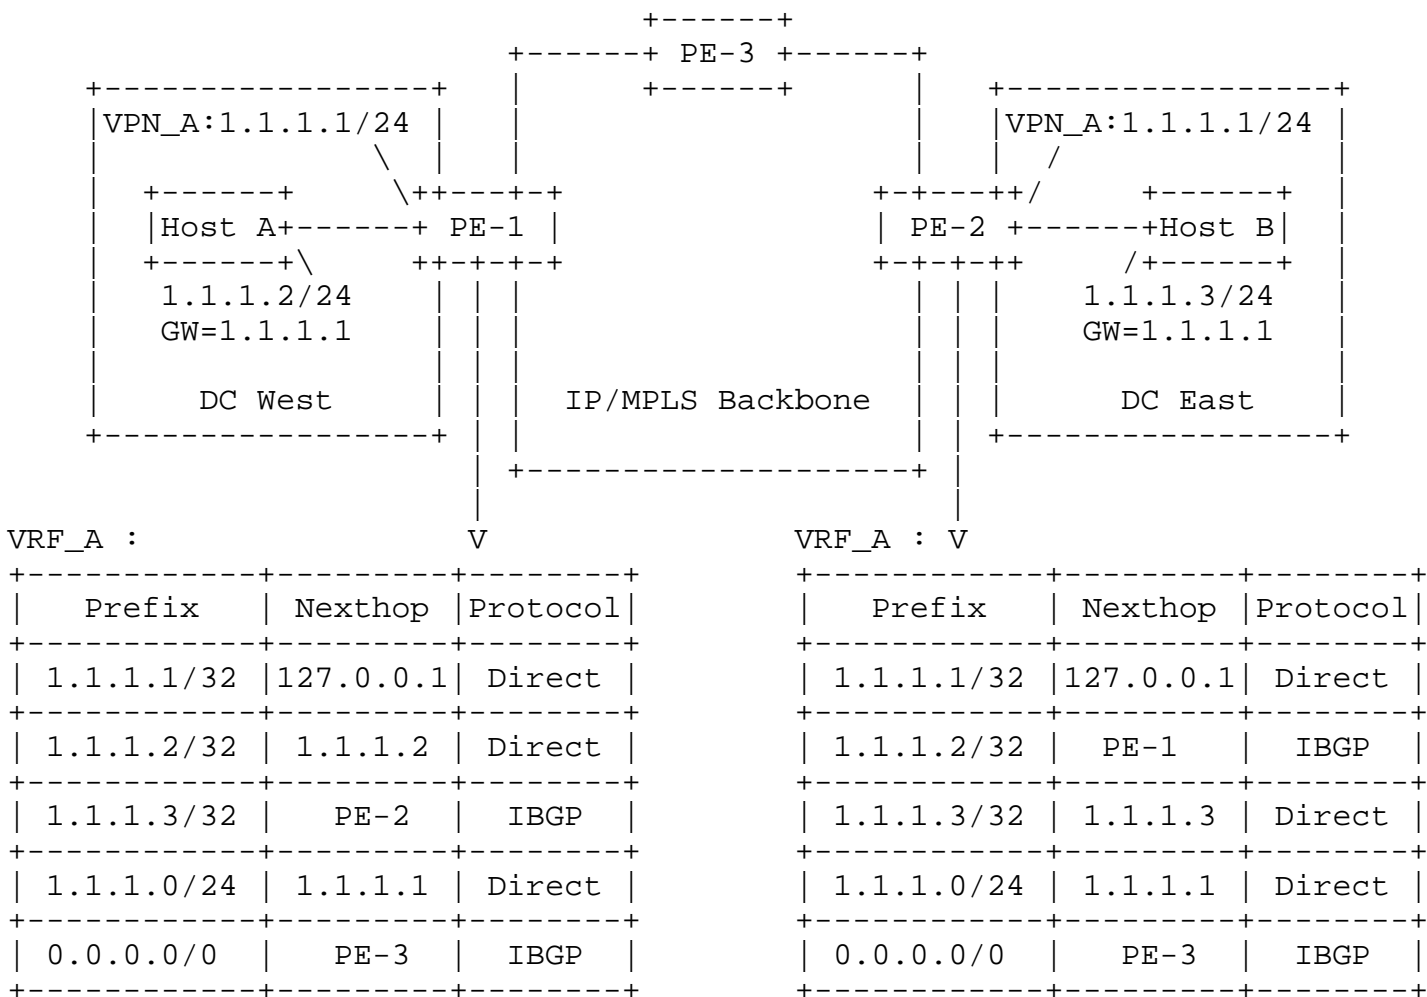 PE-3
VPN_A:1.1.1.1/24 VPN_A:1.1.1.1/24
Host A PE-1 PE-2 Host B
1.1.1.2/24 1.1.1.3/24
GW=1.1.1.1 GW=1.1.1.1
DC West IP/MPLS Backbone DC East
VRF_A : V VRF_A : V
Prefix Nexthop Protocol Prefix Nexthop Protocol
1.1.1.1/32 127.0.0.1 Direct 1.1.1.1/32 127.0.0.1 Direct
1.1.1.2/32 1.1.1.2 Direct 1.1.1.2/32 PE-1 IBGP
1.1.1.3/32 PE-2 IBGP 1.1.1.3/32 1.1.1.3 Direct
1.1.1.0/24 1.1.1.1 Direct 1.1.1.0/24 1.1.1.1 Direct
0.0.0.0/0 PE-3 IBGP 0.0.0.0/0 PE-3 IBGP